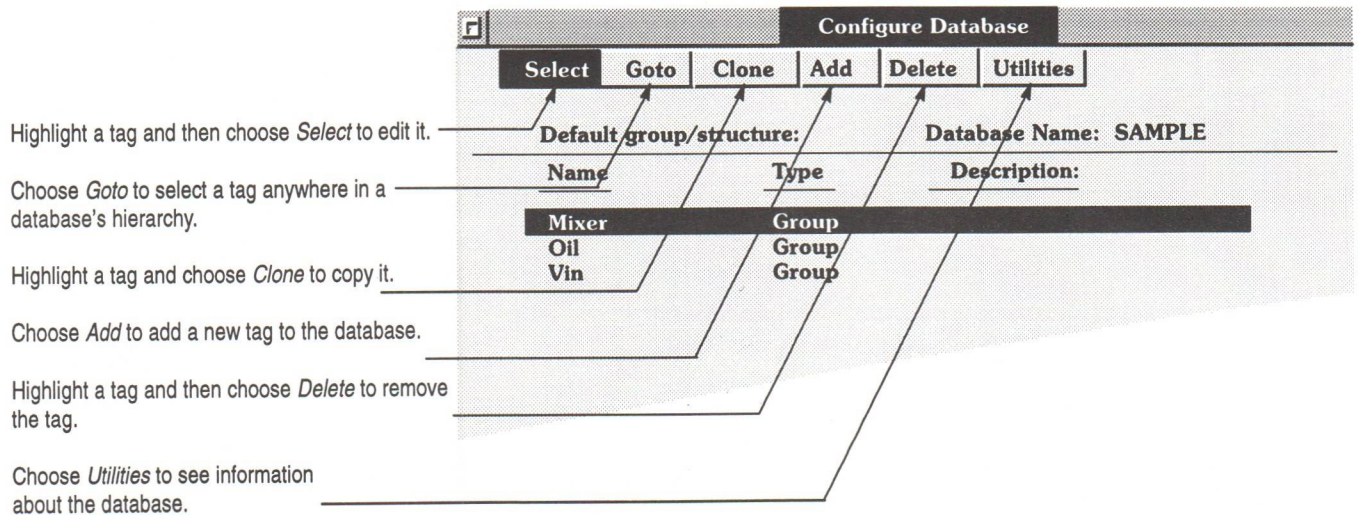 Configure Database
Select Goto Clone Add Delete Utilities
Default group/structure: Database Name: SAMPLE
Name Type Description:
Mixer Group
Oil Group
Vin Group
Highlight a tag and then choose Select to edit it.
Choose Goto to select a tag anywhere in a
database's hierarchy.
Highlight a tag and choose Clone to copy it.
Choose Add to add a new tag to the database.
Highlight a tag and then choose Delete to remove
the tag.
Choose Utilities to see information
about the database.